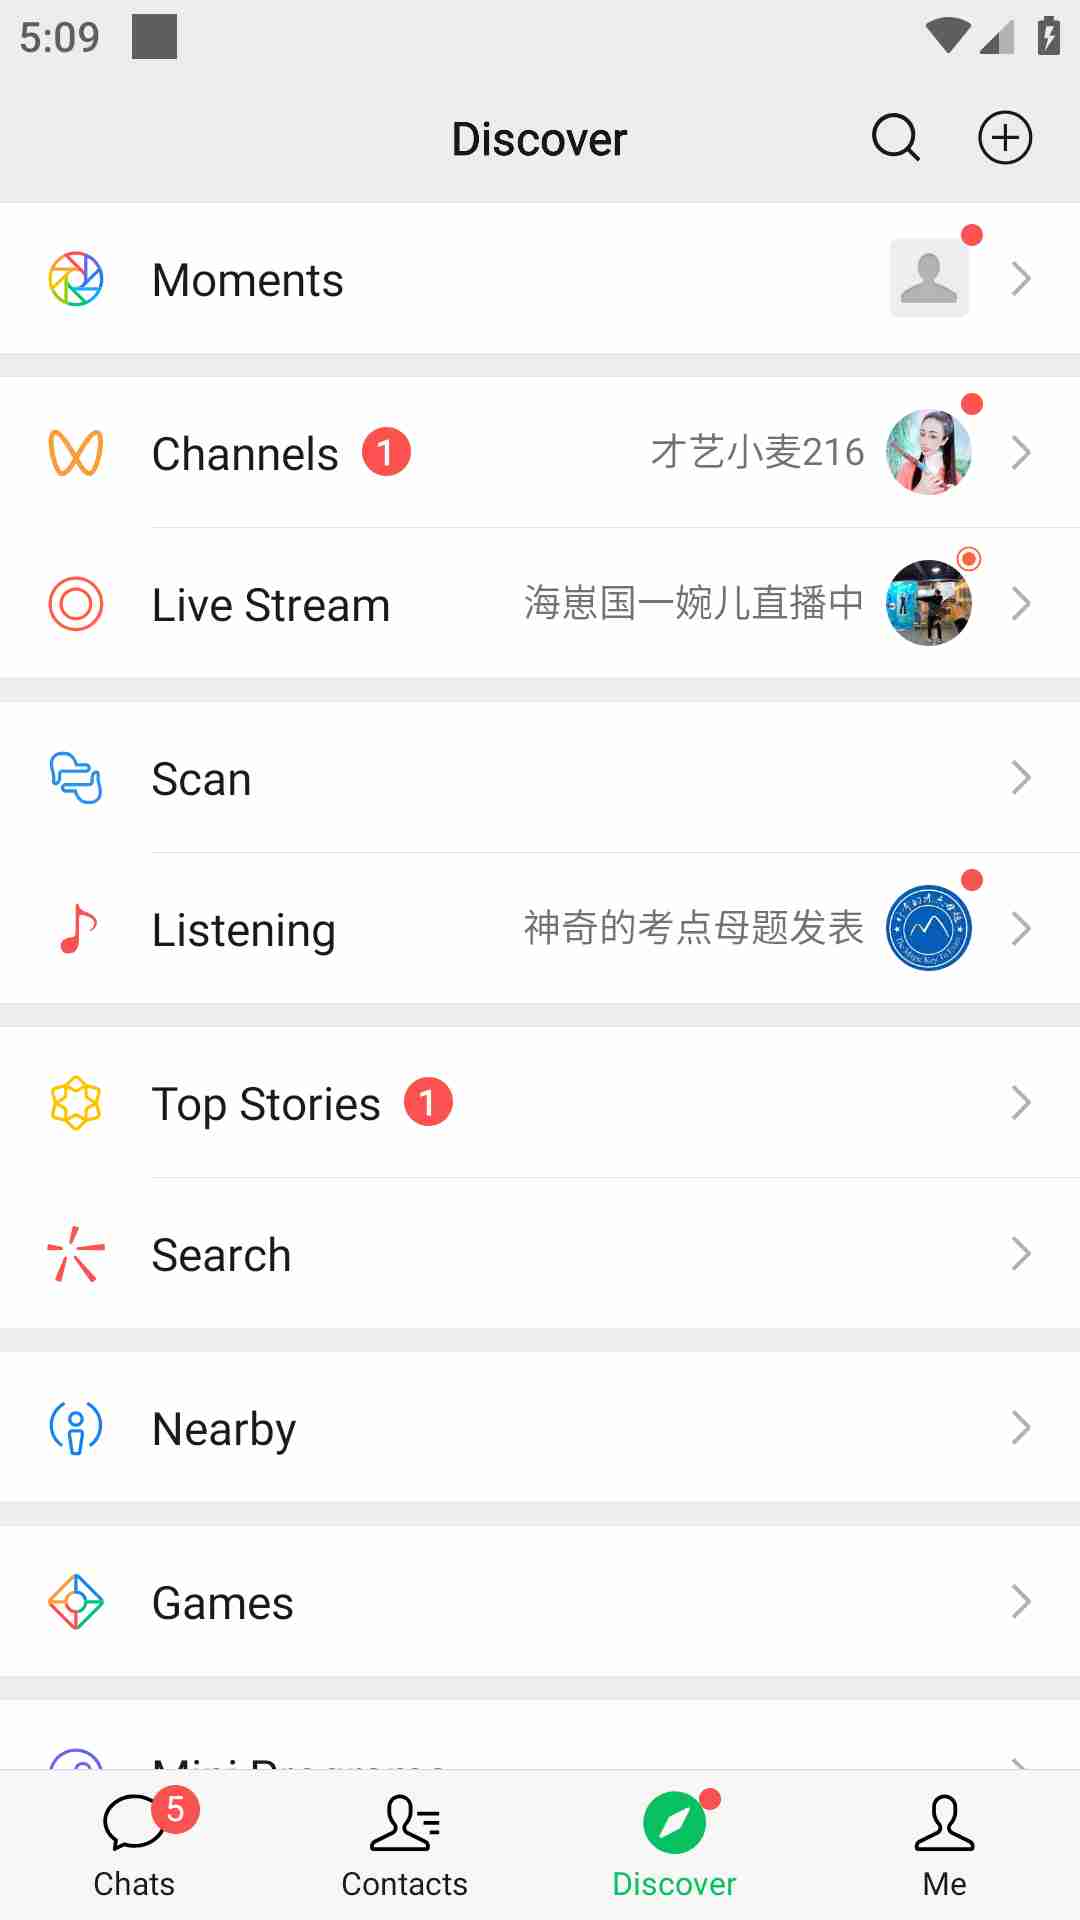 5:09
Discover
Moments
Channels 1 才艺小麦216
Live Stream 海崽国一婉儿直播中
Scan
Listening 神奇的考点母题发表
Top Stories 1
Search
Nearby
Games
Mini Programs
5
Chats Contacts Discover Me